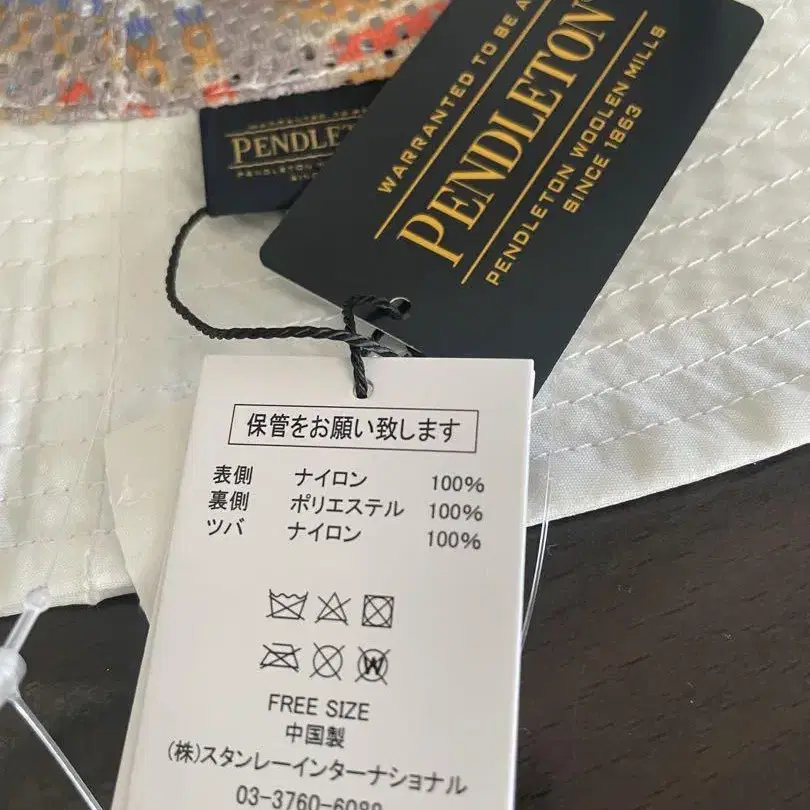 WARRANTED TO BE A
PENDLETON
PENDLETON WOOLEN MILLS
SINCE 1863
PENDLET
保管をお願い致します
表側 ナイロン 100%
裏側 ポリエステル 100%
ツバ ナイロン 100%
W
FREE SIZE
中国製
(株)スタンレーインターナショナル
03-3760-6080